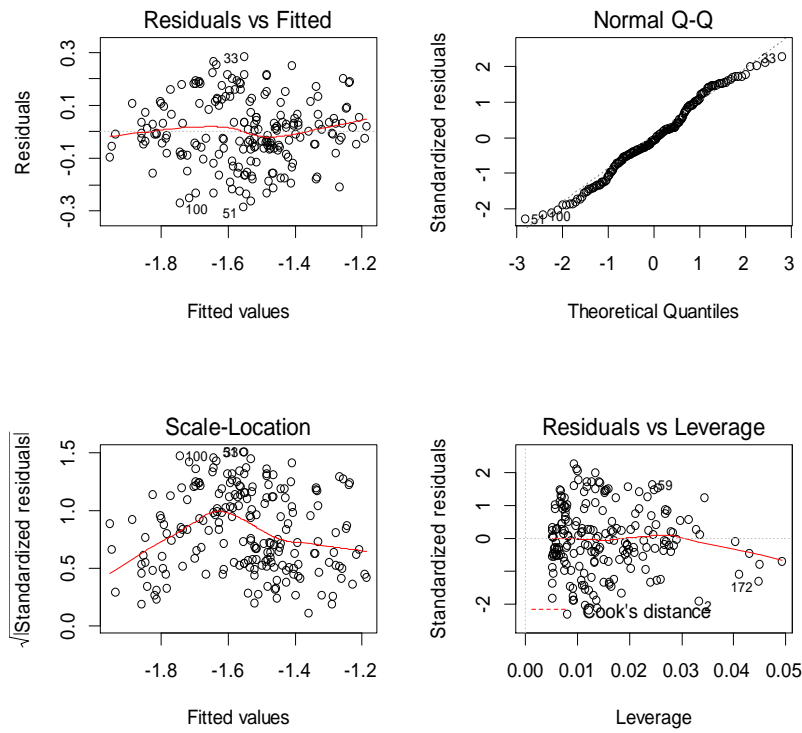 Residuals vs Fitted
Residuals
0.3
0.1
-0.1
-0.3
33
100
51
-1.8 -1.6 -1.4 -1.2
Fitted values
Normal Q-Q
Standardized residuals
2
1
0
-1
-2
33
51 100
-3 -2 -1 0 1 2 3
Theoretical Quantiles
Scale-Location
√|Standardized residuals|
1.5
1.0
0.5
0.0
100
51
-1.8 -1.6 -1.4 -1.2
Fitted values
Residuals vs Leverage
Standardized residuals
2
1
0
-2
59
172
2
Cook's distance
0.00 0.01 0.02 0.03 0.04 0.05
Leverage